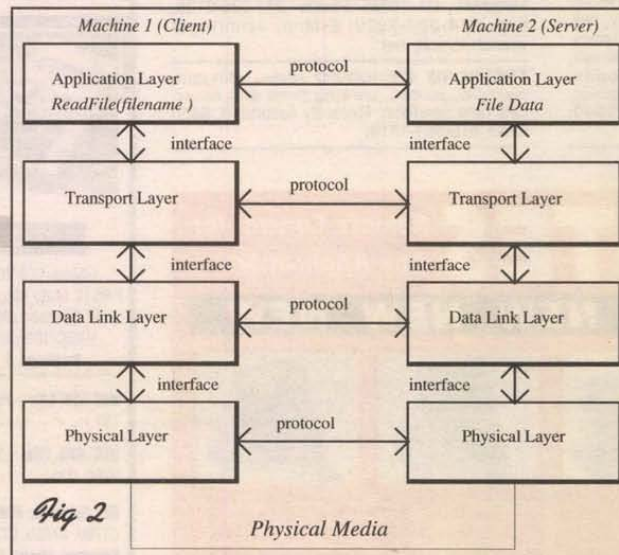 Machine 1 (Client) Machine 2 (Server)
Application Layer protocol Application Layer
ReadFile(filename ) File Data
interface interface
Transport Layer protocol Transport Layer
interface interface
Data Link Layer protocol Data Link Layer
interface interface
Physical Layer protocol Physical Layer
Fig 2
Physical Media